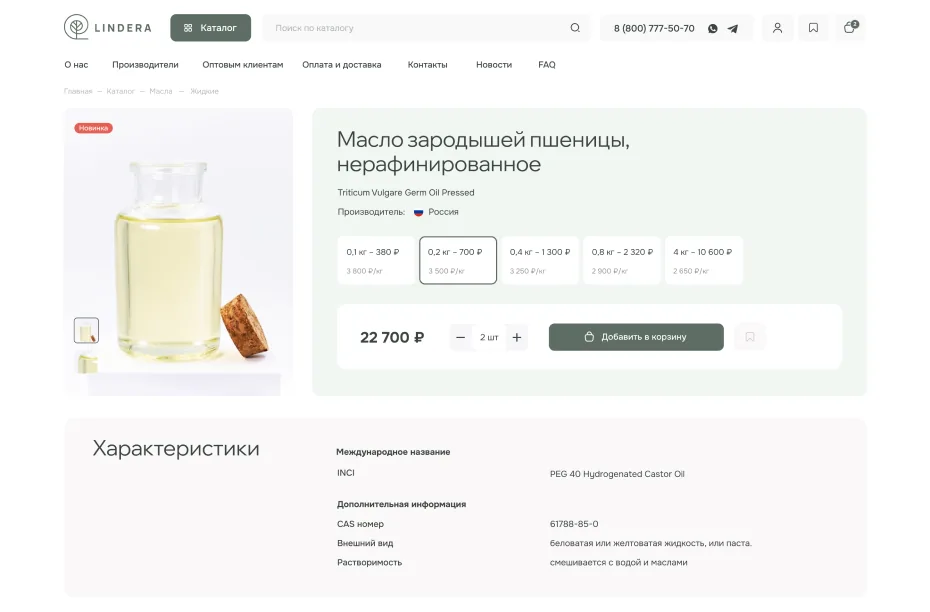 LINDERA
Каталог
Поиск по каталогу
8 (800) 777-50-70
2
О нас
Производители
Оптовым клиентам
Оплата и доставка
Контакты
Новости
FAQ
Главная – Каталог – Масла – Жидкие
Новинка
Масло зародышей пшеницы,
нерафинированное
Triticum Vulgare Germ Oil Pressed
Производитель: Россия
0,1 кг – 380 ₽
3 800 ₽/кг
0,2 кг – 700 ₽
3 500 ₽/кг
0,4 кг – 1 300 ₽
3 250 ₽/кг
0,8 кг – 2 320 ₽
2 900 ₽/кг
4 кг – 10 600 ₽
2 650 ₽/кг
22 700 ₽
2 шт
Добавить в корзину
Характеристики
Международное название
INCI PEG 40 Hydrogenated Castor Oil
Дополнительная информация
CAS номер 61788-85-0
Внешний вид беловатая или желтоватая жидкость, или паста.
Растворимость смешивается с водой и маслами